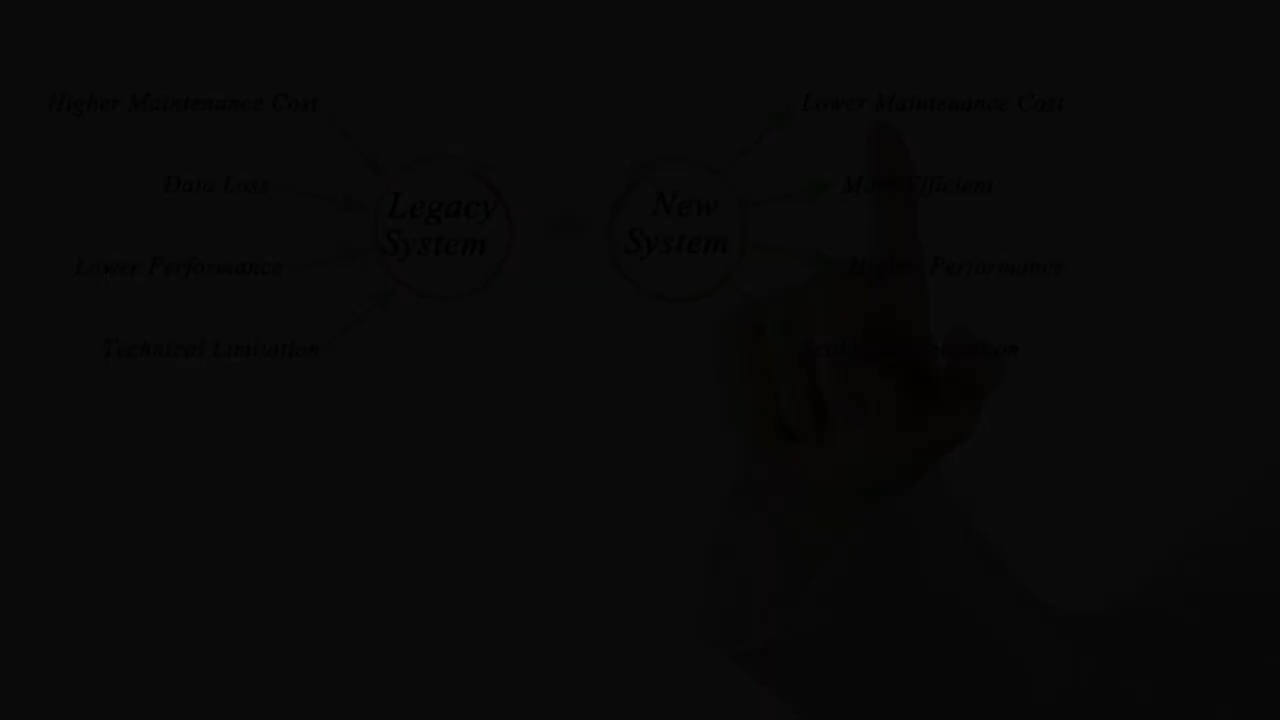 Higher Maintenance Cost
Data Loss
Lower Performance
Technical Limitation
Legacy
System
New
System
Lower Maintenance Cost
More Efficient
Higher Performance